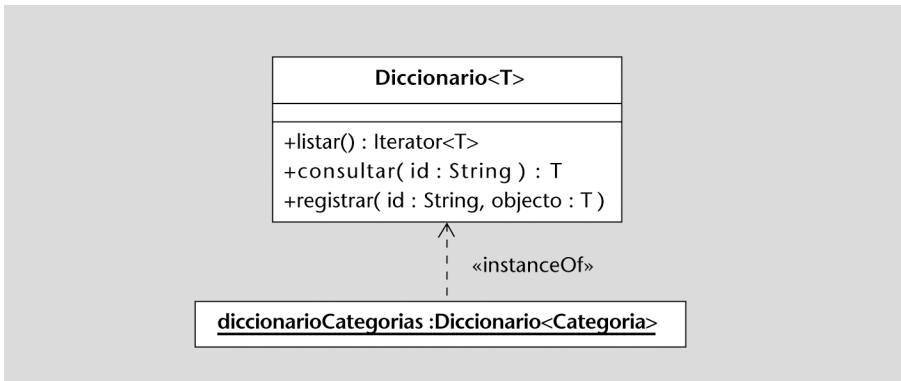 Diccionario<T>
+listar() : Iterator<T>
+consultar( id : String ) : T
+registrar( id : String, objecto : T )
«instanceOf»
diccionarioCategorias :Diccionario<Categoria>